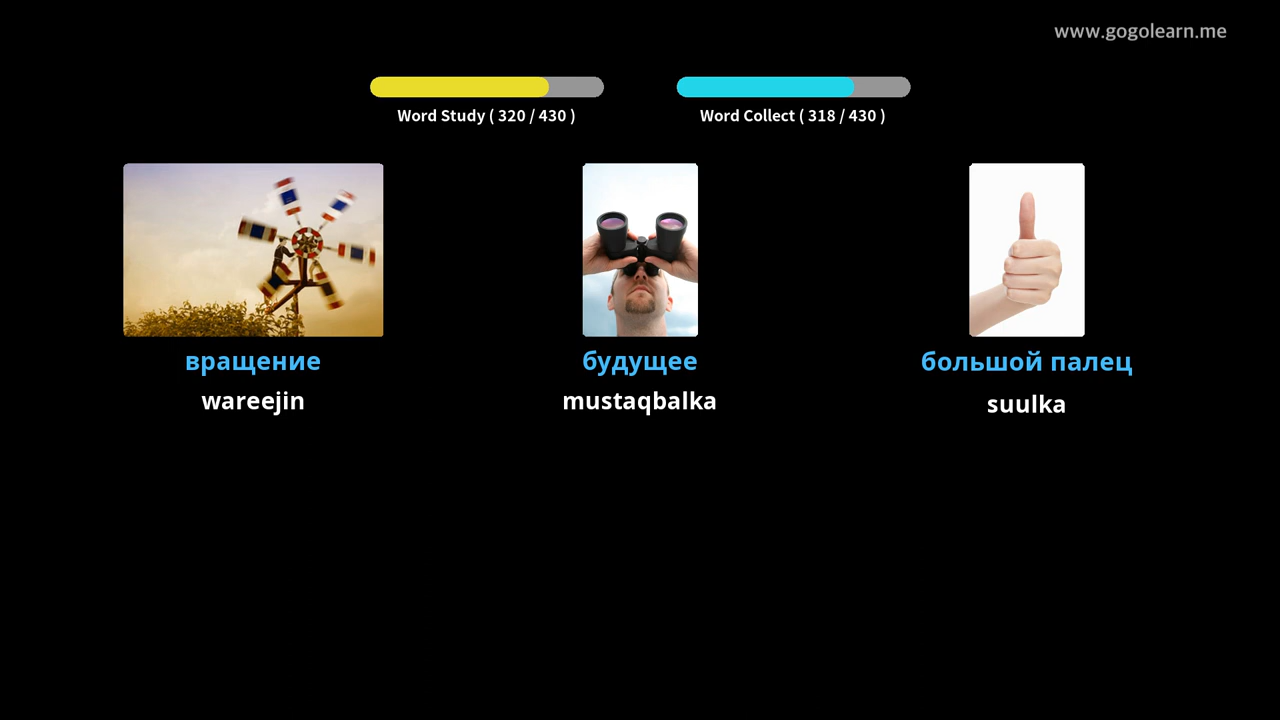 www.gogolearn.me
Word Study ( 320 / 430 )
Word Collect ( 318 / 430 )
вращение
будущее
большой палец
wareejin
mustaqbalka
suulka